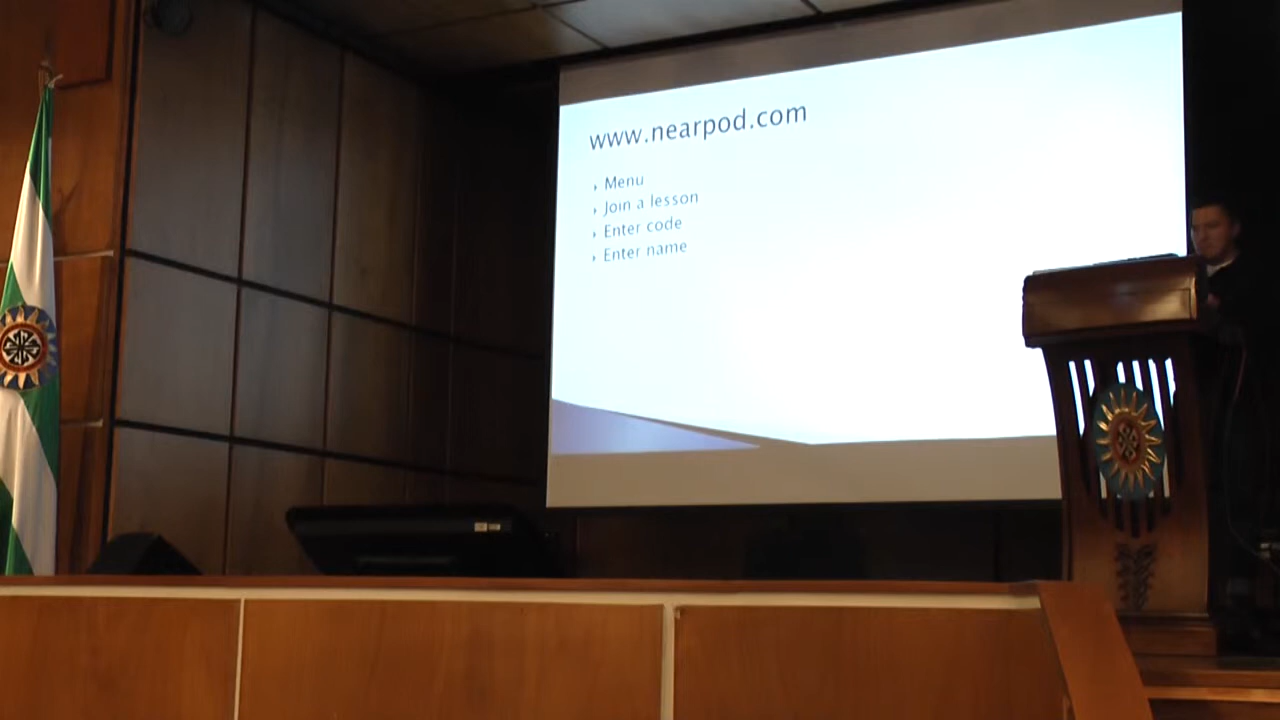 www.nearpod.com
Menu
Join a lesson
Enter code
Enter name